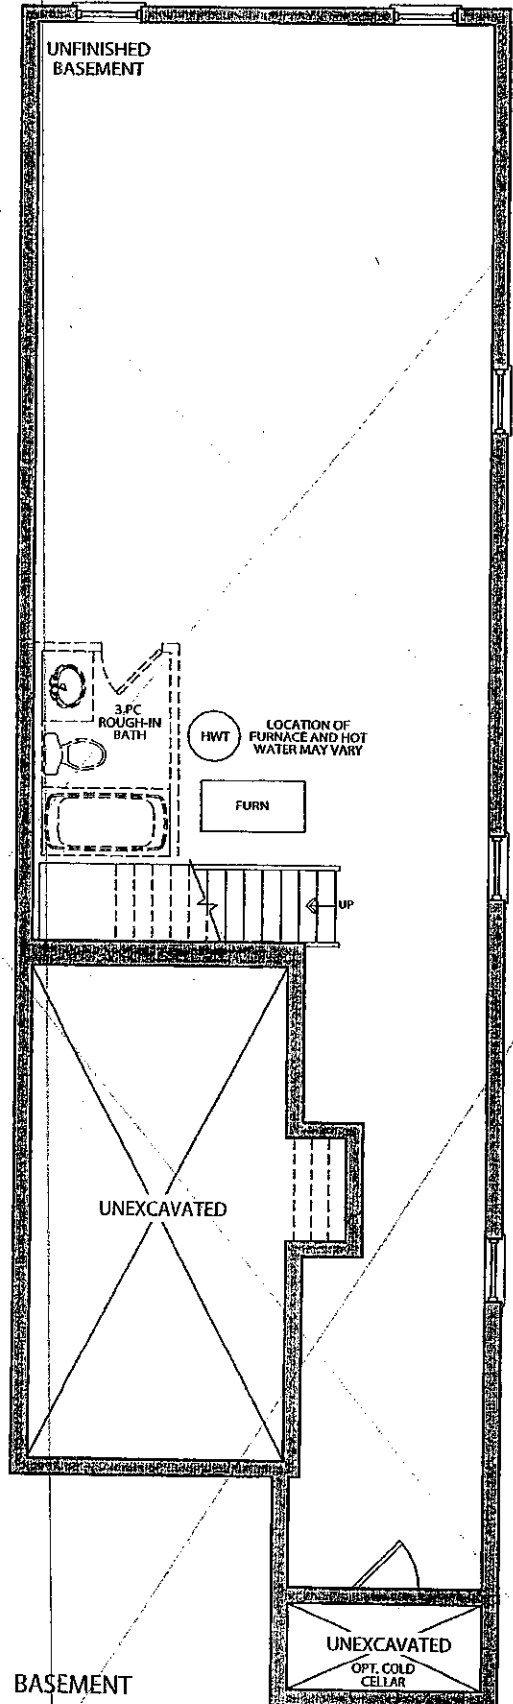 UNFINISHED
BASEMENT
3.PC
ROUGH-IN
BATH
HWT
LOCATION OF
FURNACE AND HOT
WATER MAY VARY
FURN
UP
UNEXCAVATED
UNEXCAVATED
OPT. COLD
CELLAR
BASEMENT